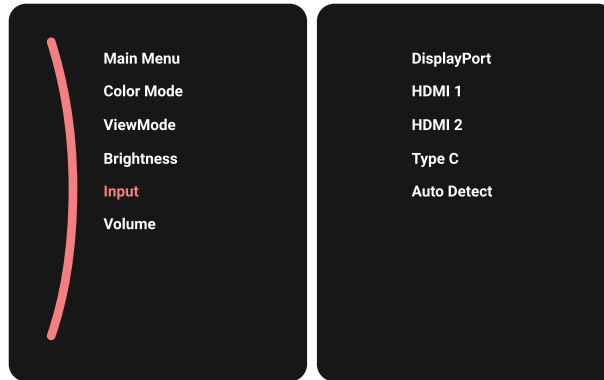 Main Menu
Color Mode
ViewMode
Brightness
Input
Volume
DisplayPort
HDMI 1
HDMI 2
Type C
Auto Detect